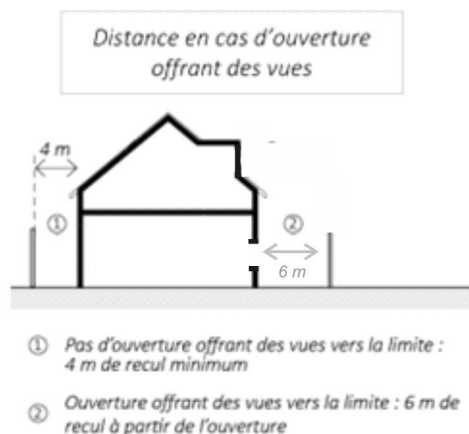 Distance en cas d'ouverture
offrant des vues
4 m
①
②
6 m
① Pas d'ouverture offrant des vues vers la limite :
4 m de recul minimum
② Ouverture offrant des vues vers la limite : 6 m de
recul à partir de l'ouverture